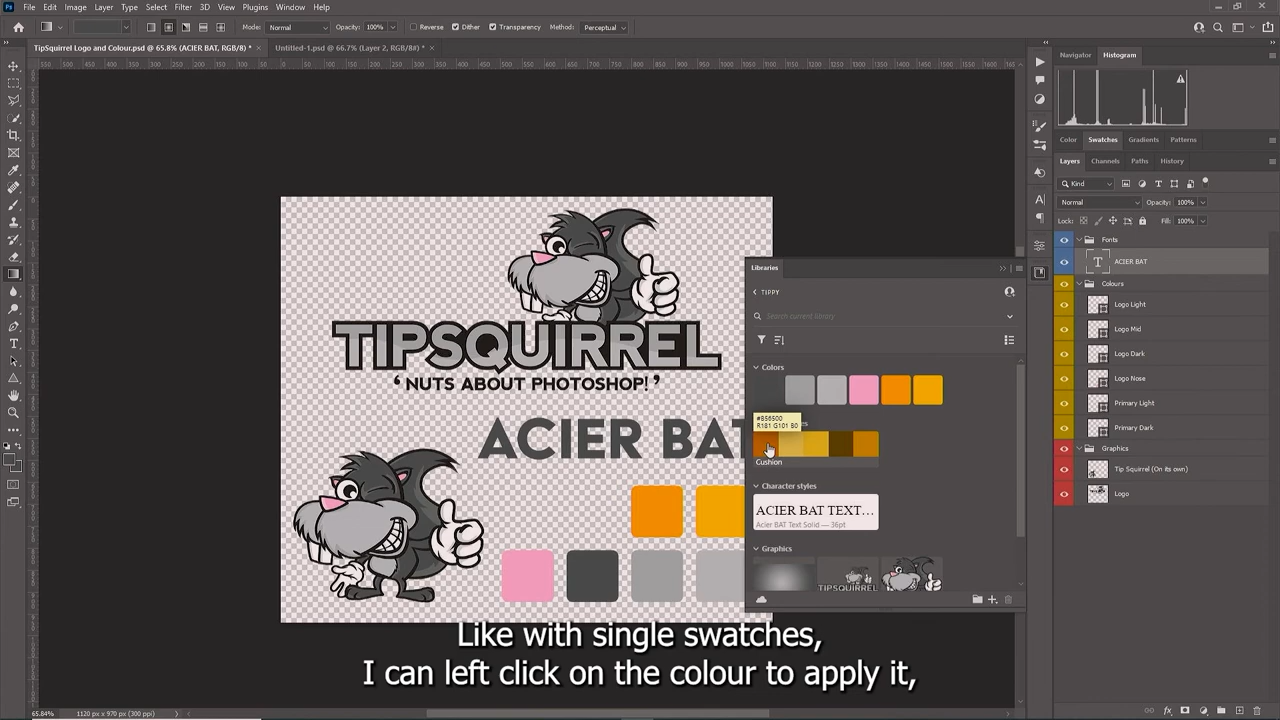 Ps File Edit Image Layer Type Select Filter 3D View Plugins Window Help
Mode: Normal Opacity: 100% Reverse Dither Transparency Method: Perceptual
TipSquirrel Logo and Colour.psd @ 65.8% (ACIER BAT, RGB/8) * × Untitled-1.psd @ 66.7% (Layer 2, RGB/8#) * ×
Navigator Histogram
Color Swatches Gradients Patterns
Layers Channels Paths History
Kind
Normal Opacity: 100%
Lock: Fill: 100%
Fonts
ACIER BAT
Colours
Logo Light
Logo Mid
Logo Dark
Logo Nose
Primary Light
Primary Dark
Graphics
Tip Squirrel (On its own)
Logo
Libraries
TIPPY
Search current library
Colors
#B56500
R181 G101 B0
Cushion
Character styles
ACIER BAT TEXT...
Acier BAT Text Solid — 36pt
Graphics
TIPSQUIRREL
TIPSQUIRREL
‘ NUTS ABOUT PHOTOSHOP! ’
ACIER BAT
Like with single swatches,
I can left click on the colour to apply it,
65.84% 1120 px x 970 px (300 ppi)